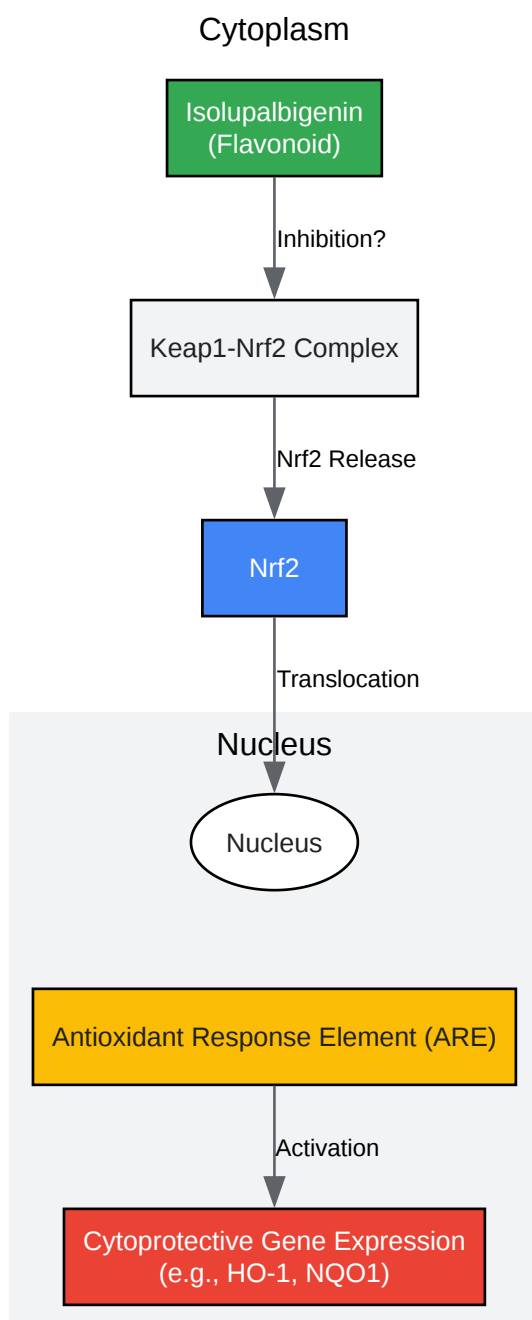 Cytoplasm
Isolupalbigenin
(Flavonoid)
Inhibition?
Keap1-Nrf2 Complex
Nrf2 Release
Nrf2
Translocation
Nucleus
Nucleus
Antioxidant Response Element (ARE)
Activation
Cytoprotective Gene Expression
(e.g., HO-1, NQO1)